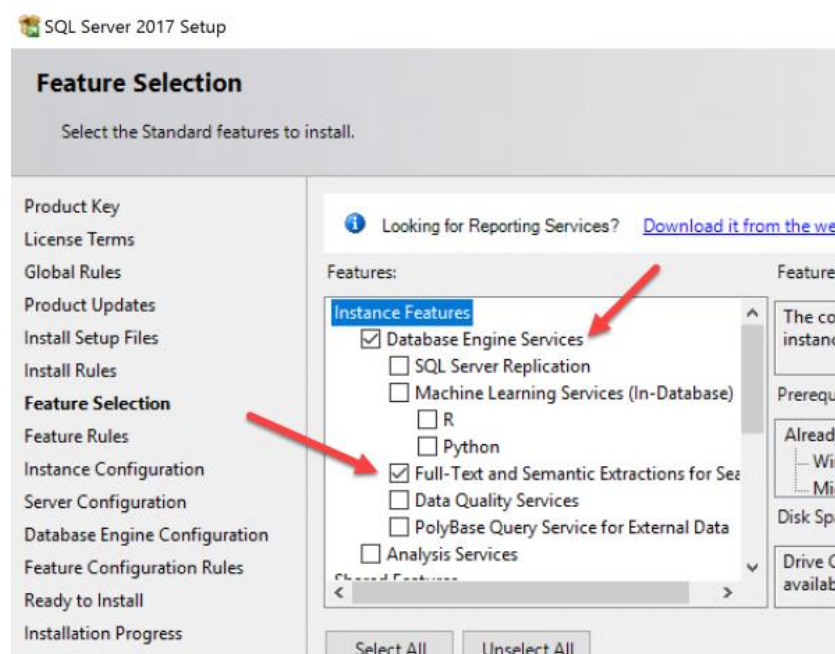 SQL Server 2017 Setup
Feature Selection
Select the Standard features to install.
Product Key
License Terms
Global Rules
Product Updates
Install Setup Files
Install Rules
Feature Selection
Feature Rules
Instance Configuration
Server Configuration
Database Engine Configuration
Feature Configuration Rules
Ready to Install
Installation Progress
Looking for Reporting Services? Download it from the we
Features:
Instance Features
Database Engine Services
SQL Server Replication
Machine Learning Services (In-Database)
R
Python
Full-Text and Semantic Extractions for Sea
Data Quality Services
PolyBase Query Service for External Data
Analysis Services
Shared Features
Select All Unselect All
Feature
The co
instanc
Prerequ
Alread
Wi
Mi
Disk Spa
Drive C
availab